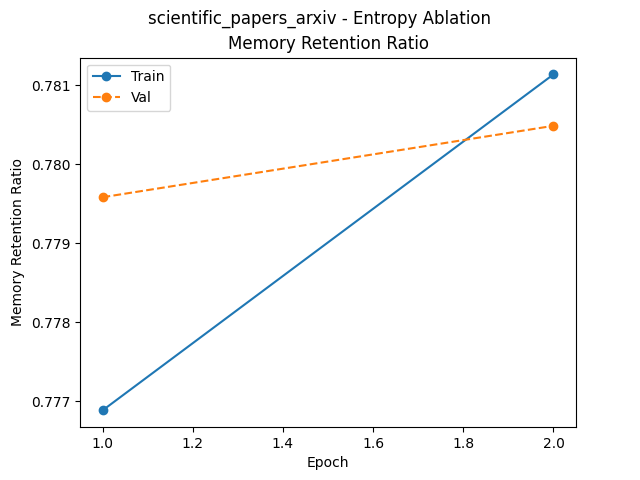 scientific_papers_arxiv - Entropy Ablation
Memory Retention Ratio
Train
Val
0.781
0.780
0.779
0.778
0.777
Memory Retention Ratio
1.0 1.2 1.4 1.6 1.8 2.0
Epoch